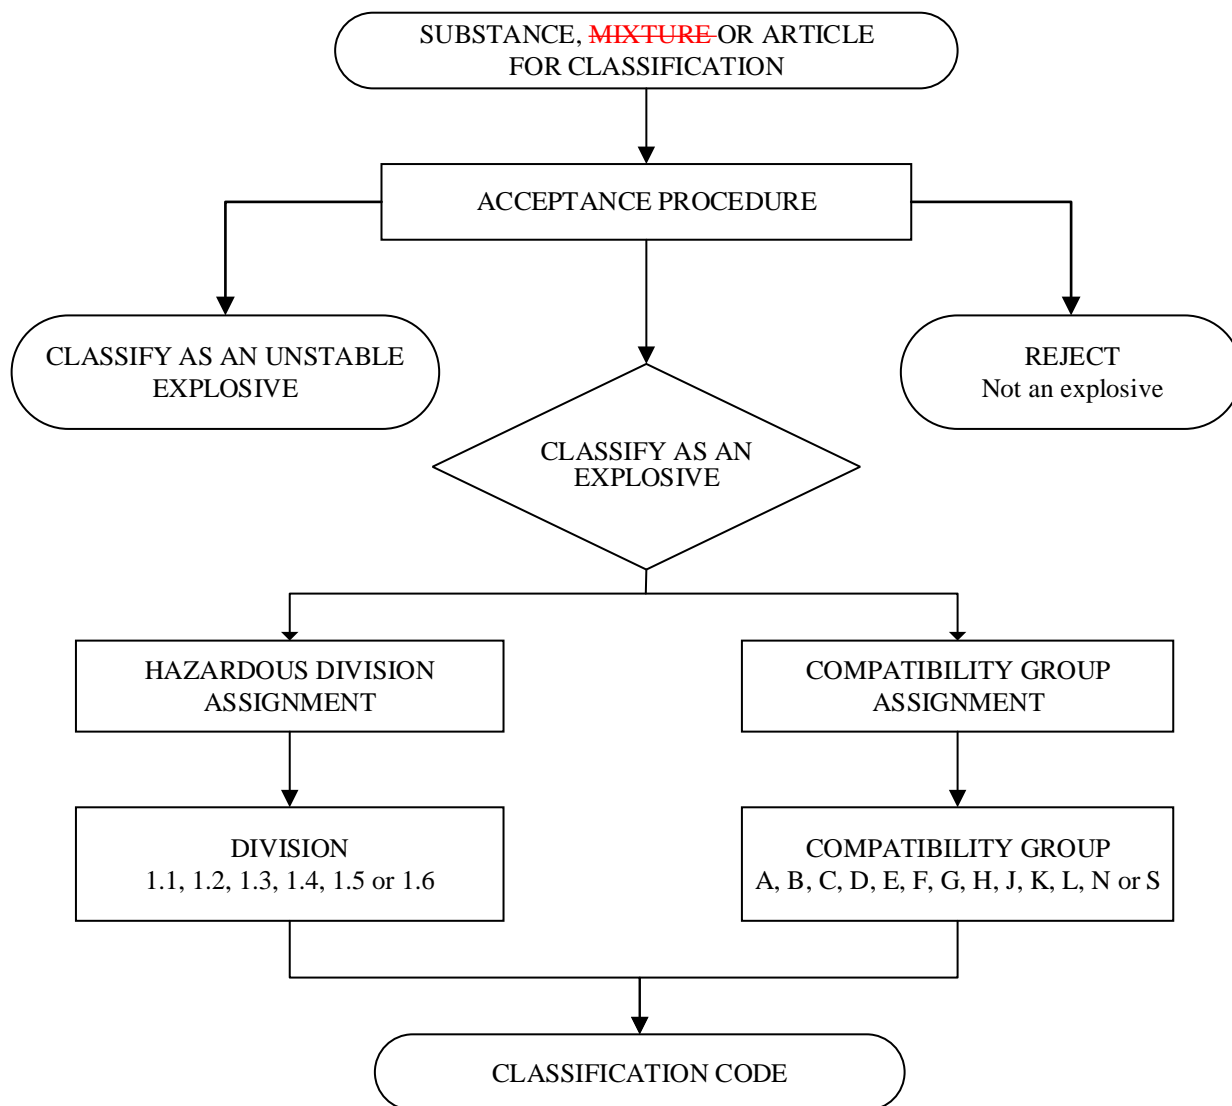 SUBSTANCE, MIXTURE OR ARTICLE
FOR CLASSIFICATION
ACCEPTANCE PROCEDURE
CLASSIFY AS AN UNSTABLE
EXPLOSIVE
REJECT
Not an explosive
CLASSIFY AS AN
EXPLOSIVE
HAZARDOUS DIVISION
ASSIGNMENT
COMPATIBILITY GROUP
ASSIGNMENT
DIVISION
1.1, 1.2, 1.3, 1.4, 1.5 or 1.6
COMPATIBILITY GROUP
A, B, C, D, E, F, G, H, J, K, L, N or S
CLASSIFICATION CODE